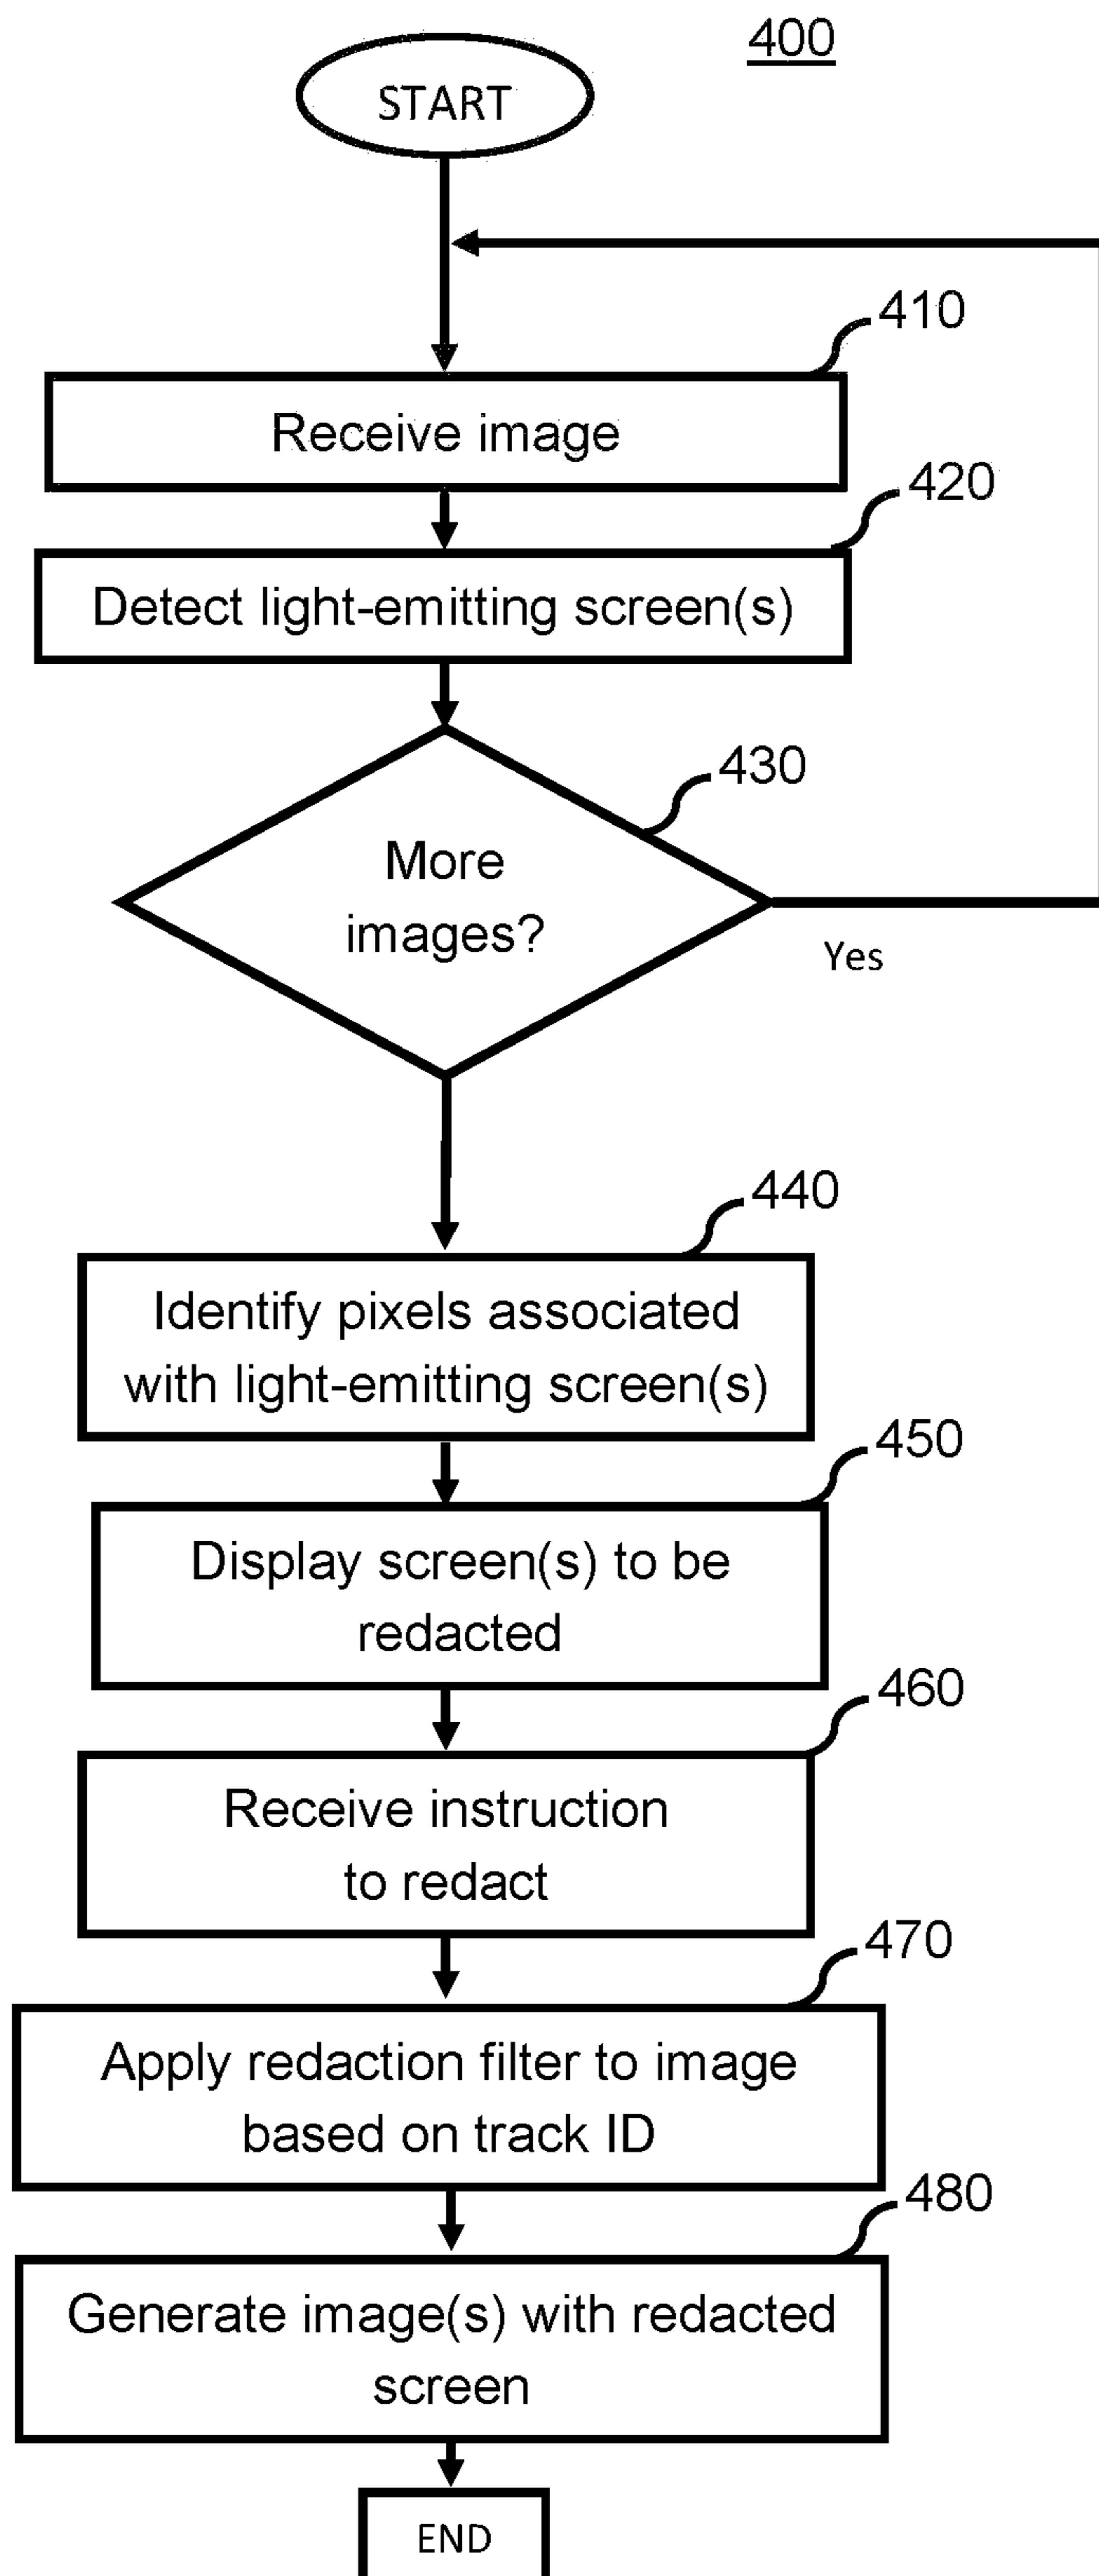 400
START
410
Receive image
420
Detect light-emitting screen(s)
430
More
images?
Yes
440
Identify pixels associated
with light-emitting screen(s)
450
Display screen(s) to be
redacted
460
Receive instruction
to redact
470
Apply redaction filter to image
based on track ID
480
Generate image(s) with redacted
screen
END